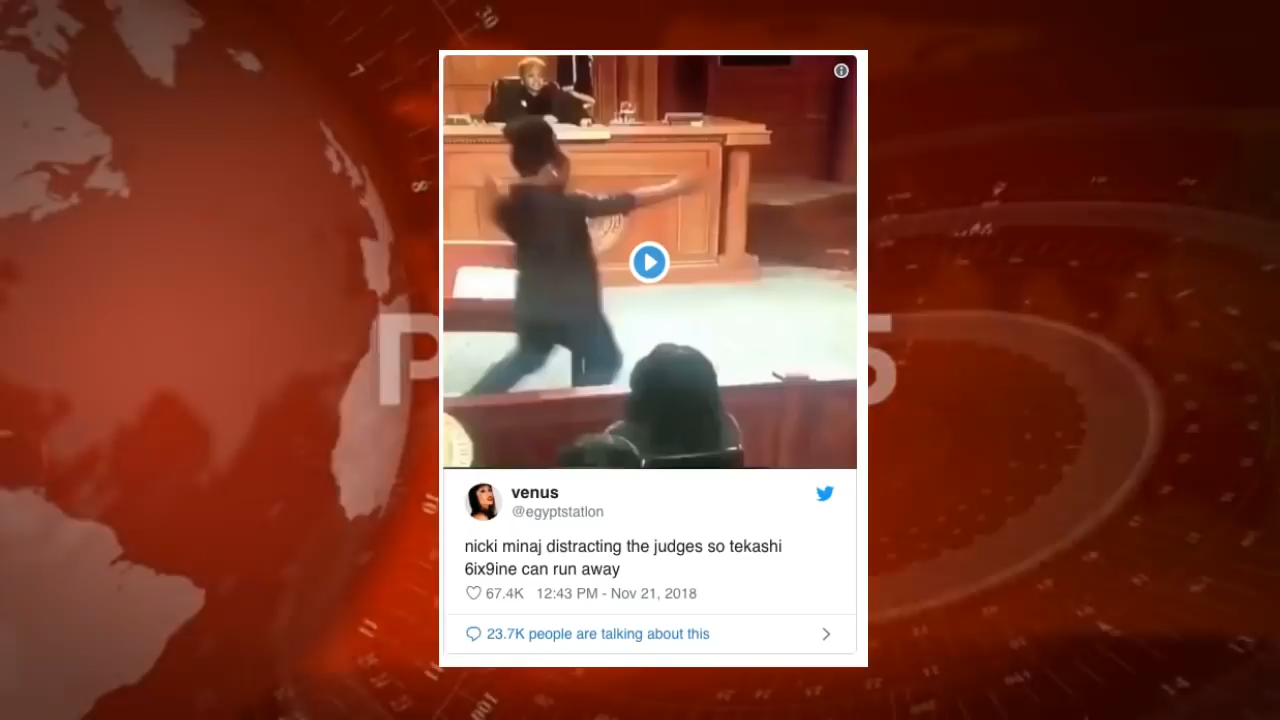 venus
@egyptstation
nicki minaj distracting the judges so tekashi
6ix9ine can run away
67.4K 12:43 PM - Nov 21, 2018
23.7K people are talking about this